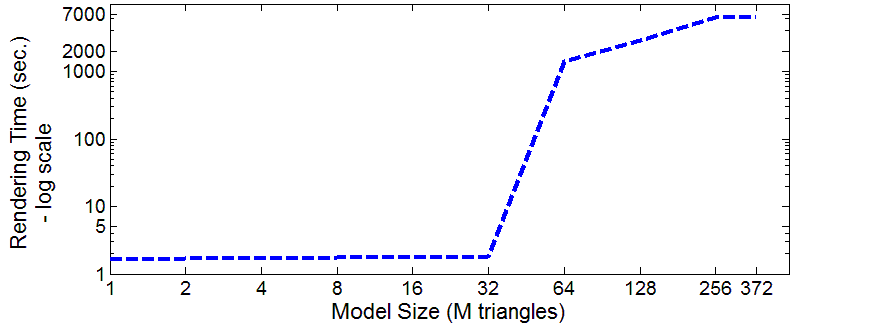 7000
2000
1000
100
10
5
1
Rendering Time (sec.)
- log scale
1 2 4 8 16 32 64 128 256 372
Model Size (M triangles)